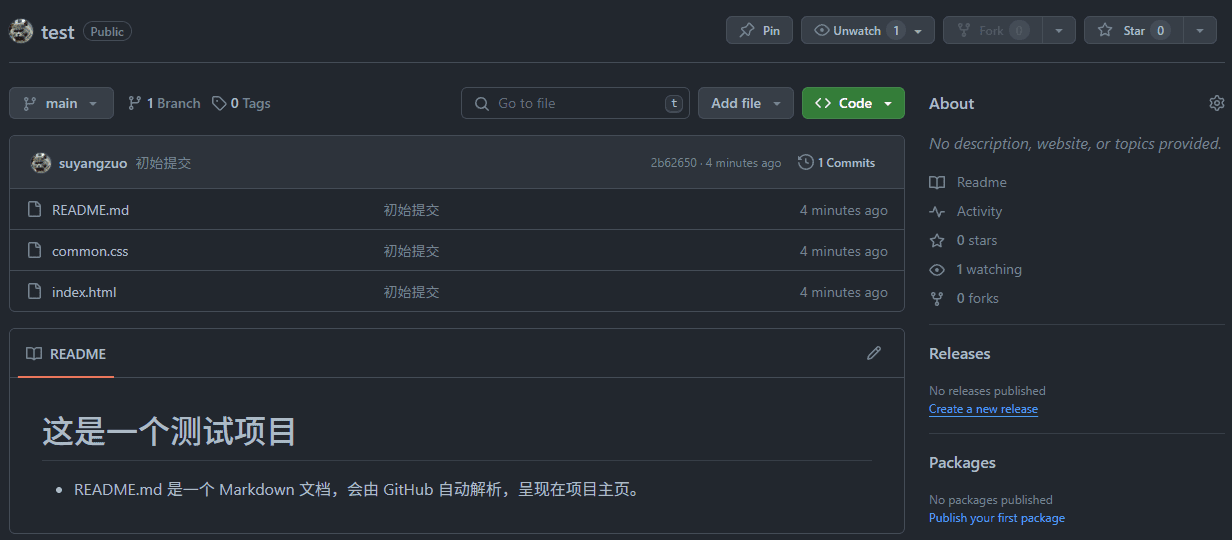 test Public Pin Unwatch 1 Fork 0 Star 0
main 1 Branch 0 Tags Go to file t Add file Code
suyangzuo 初始提交 2b62650 · 4 minutes ago 1 Commits
README.md 初始提交 4 minutes ago
common.css 初始提交 4 minutes ago
index.html 初始提交 4 minutes ago
README
这是一个测试项目
README.md 是一个 Markdown 文档，会由 GitHub 自动解析，呈现在项目主页。
About
No description, website, or topics provided.
Readme
Activity
0 stars
1 watching
0 forks
Releases
No releases published
Create a new release
Packages
No packages published
Publish your first package